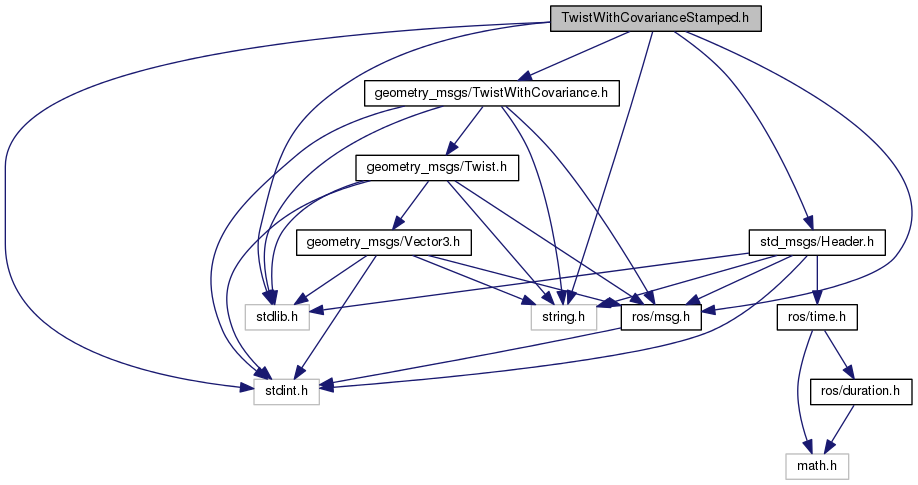 TwistWithCovarianceStamped.h
geometry_msgs/TwistWithCovariance.h
geometry_msgs/Twist.h
geometry_msgs/Vector3.h
std_msgs/Header.h
stdlib.h
string.h
ros/msg.h
ros/time.h
stdint.h
ros/duration.h
math.h